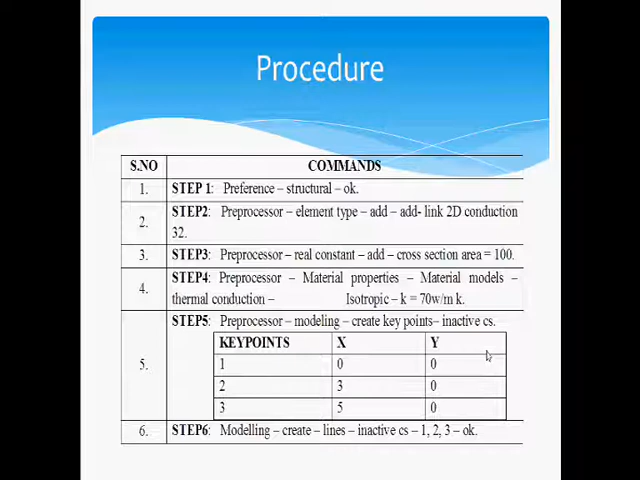 Procedure
S.NO COMMANDS
1. STEP 1: Preference – structural – ok.
2. STEP2: Preprocessor – element type – add – add- link 2D conduction
32.
3. STEP3: Preprocessor – real constant – add – cross section area = 100.
4. STEP4: Preprocessor – Material properties – Material models –
thermal conduction – Isotropic – k = 70w/m k.
5. STEP5: Preprocessor – modeling – create key points– inactive cs.
KEYPOINTS X Y
1 0 0
2 3 0
3 5 0
6. STEP6: Modelling – create – lines – inactive cs – 1, 2, 3 – ok.